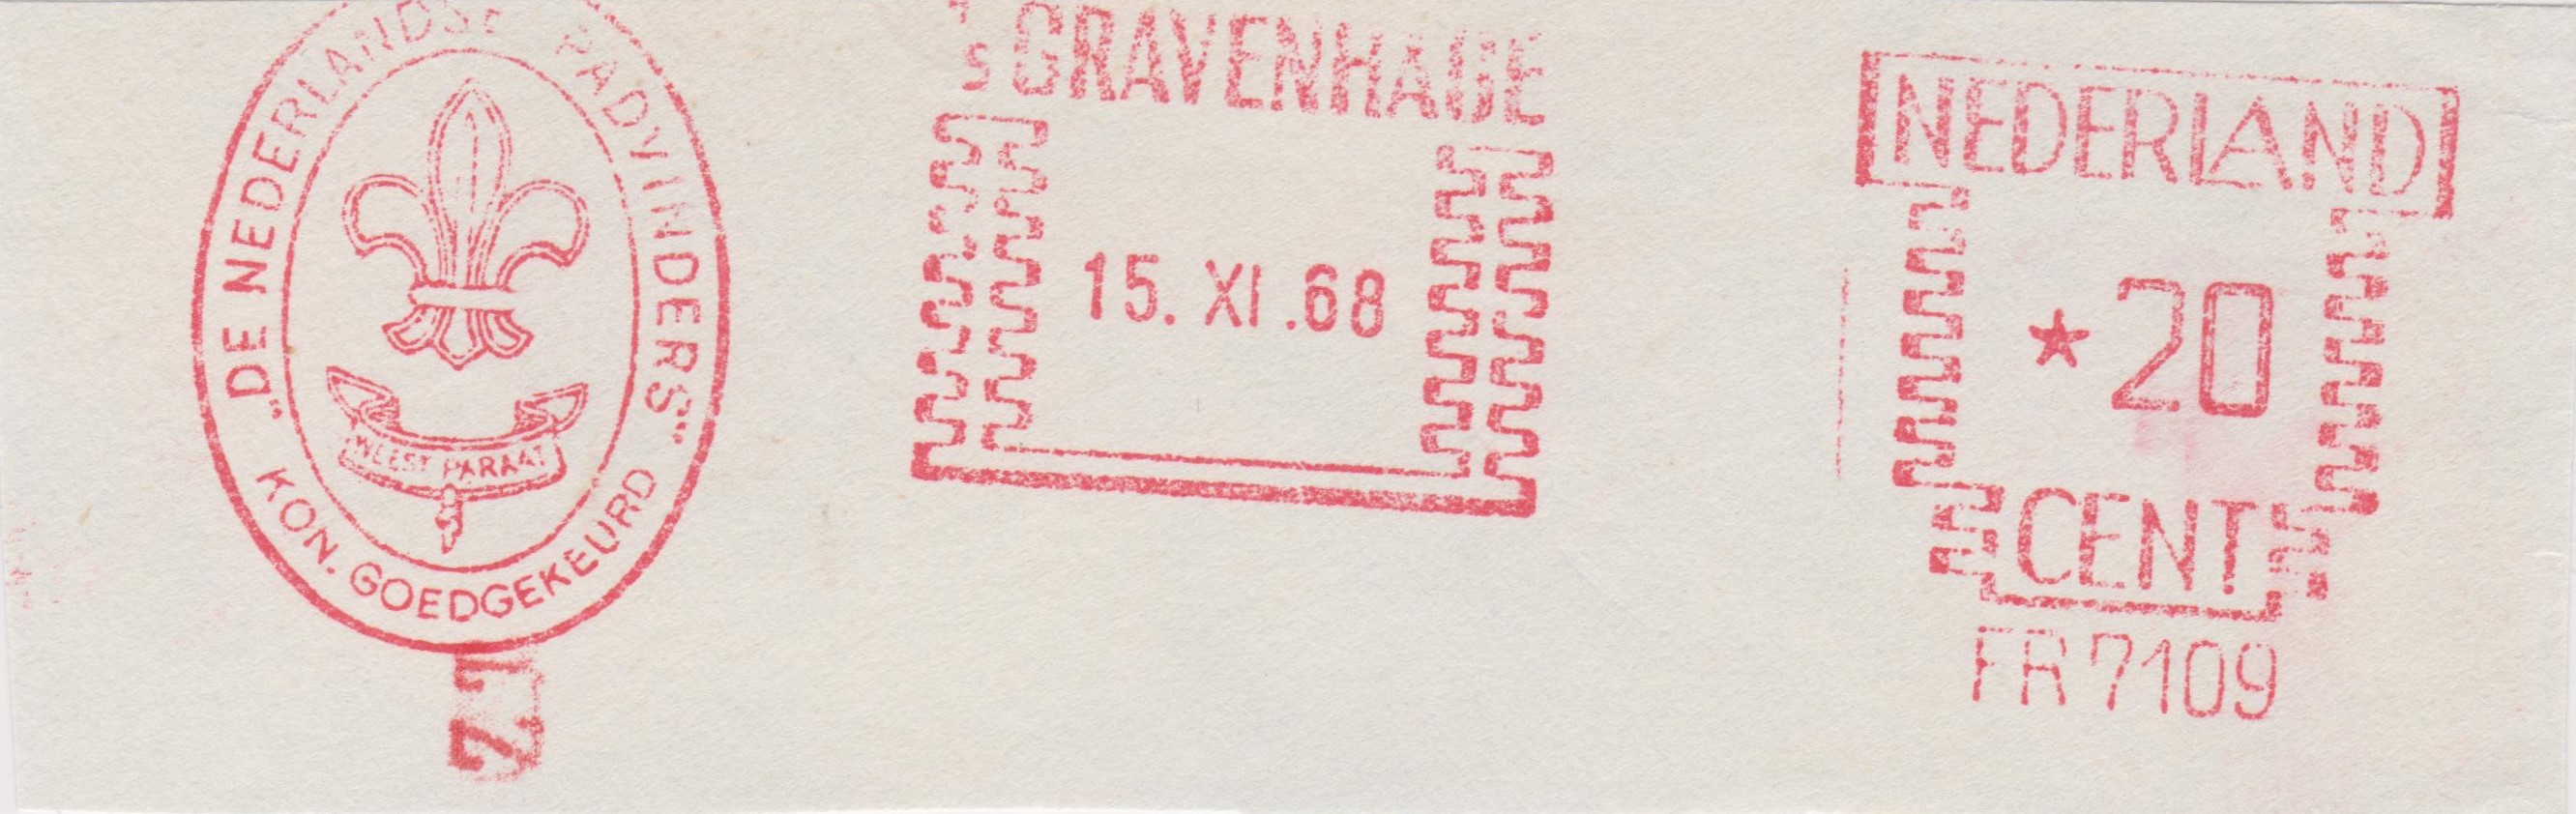 „DE NEDERLANDSE PADVINDERS”
WEEST PARAAT
KON. GOEDGEKEURD
's GRAVENHAGE
15. XI .68
NEDERLAND
* 20
CENT
FR 7109